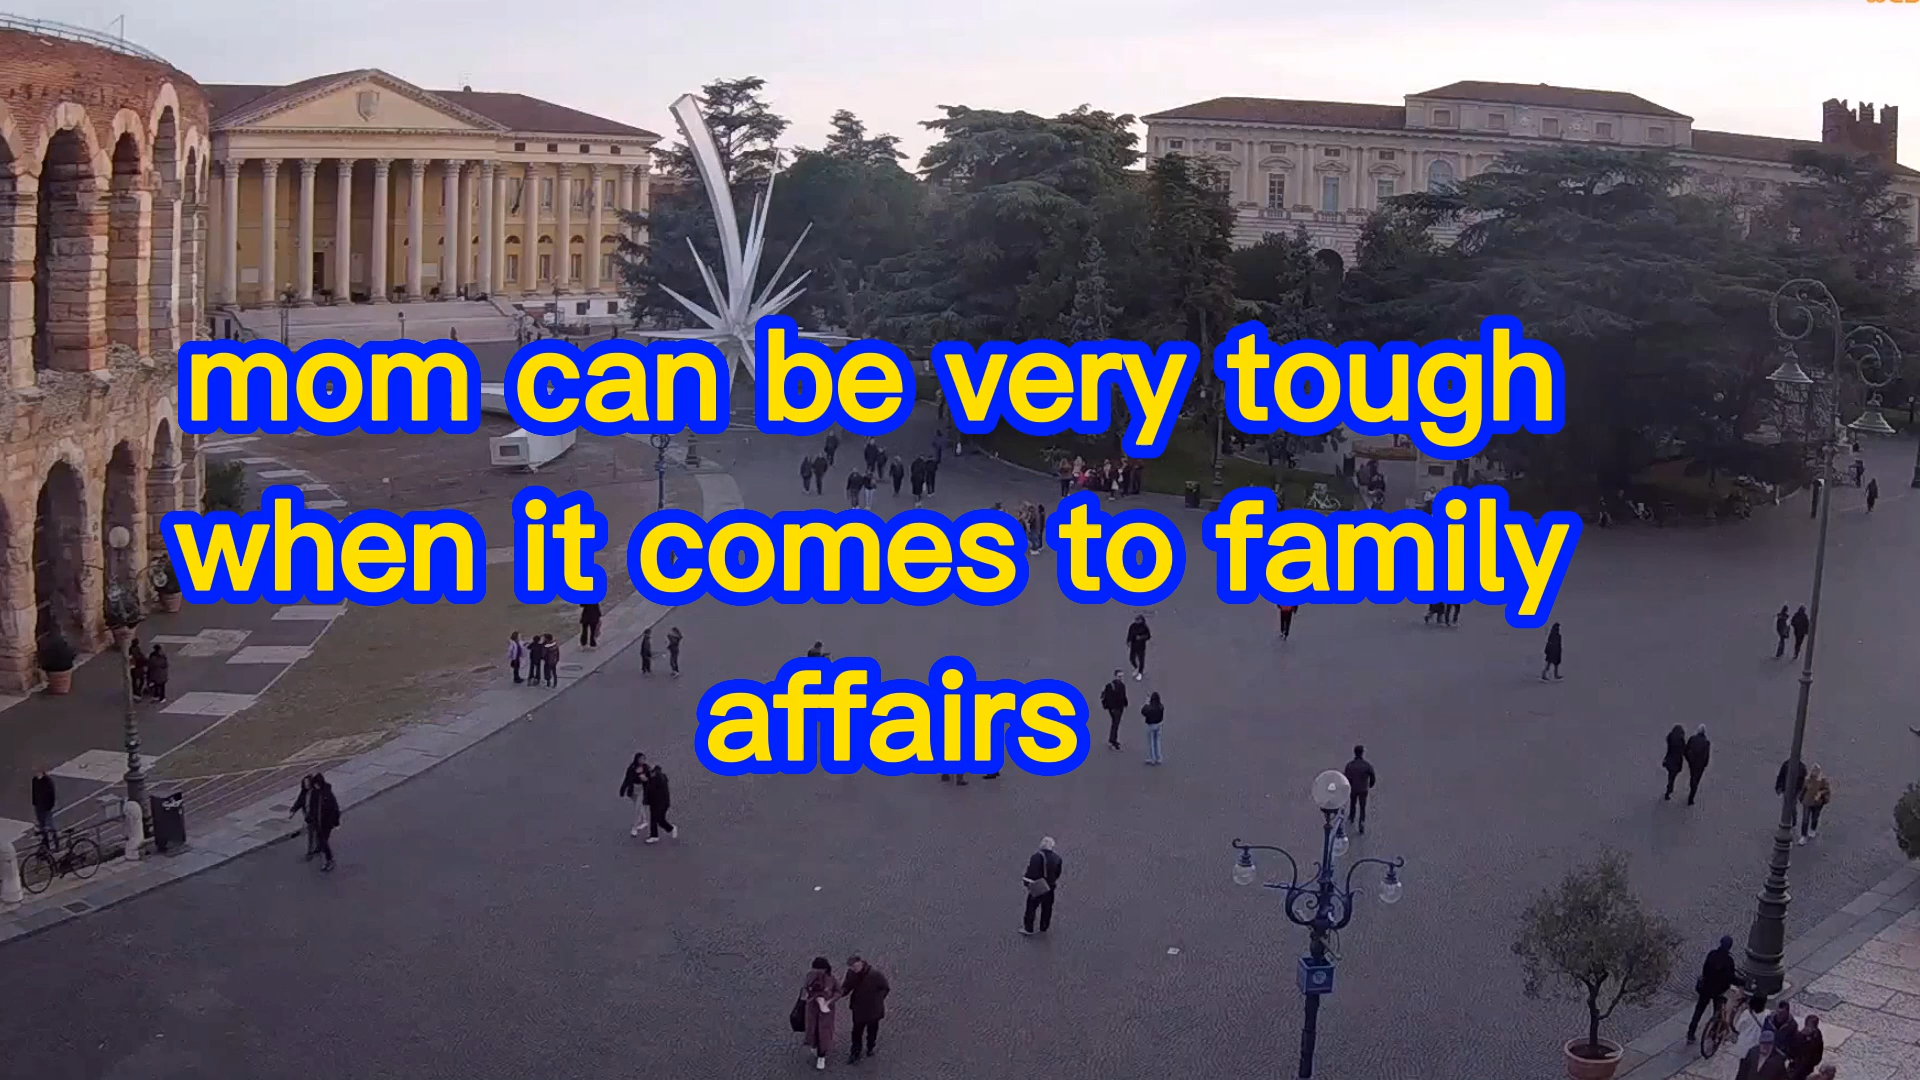 mom can be very tough
when it comes to family
affairs